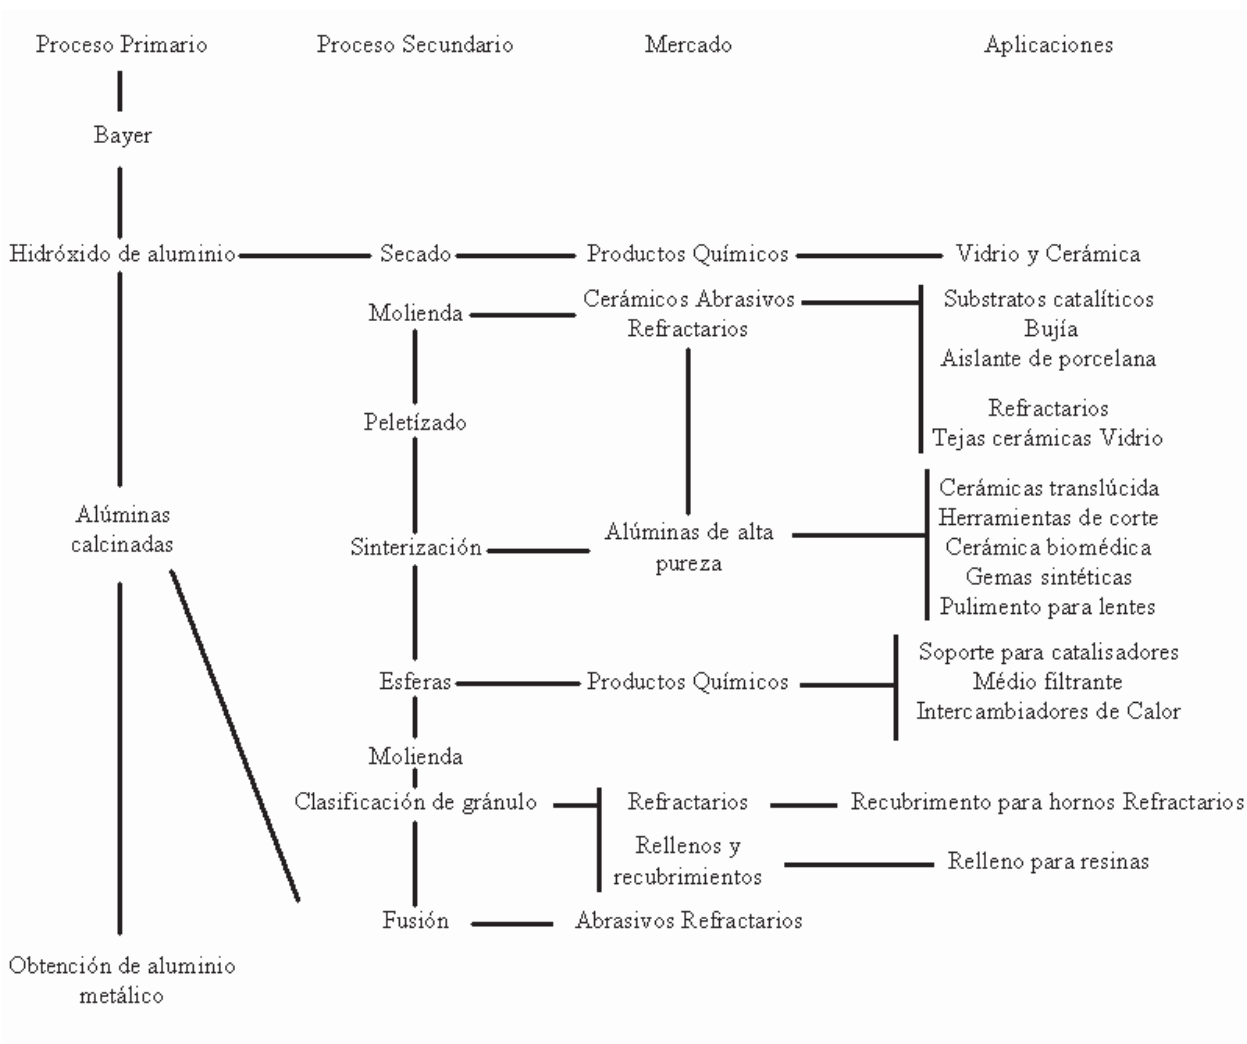 Proceso Primario
Proceso Secundario
Mercado
Aplicaciones
Bayer
Hidróxido de aluminio
Secado
Productos Químicos
Vidrio y Cerámica
Molienda
Cerámicos Abrasivos
Refractarios
Substratos catalíticos
Bujía
Aislante de porcelana
Refractarios
Tejas cerámicas Vidrio
Peletízado
Alúminas
calcinadas
Sinterización
Alúminas de alta
pureza
Cerámicas translúcida
Herramientas de corte
Cerámica biomédica
Gemas sintéticas
Pulimento para lentes
Esferas
Productos Químicos
Soporte para catalisadores
Médio filtrante
Intercambiadores de Calor
Molienda
Clasificación de gránulo
Refractarios
Recubrimento para hornos Refractarios
Rellenos y
recubrimientos
Relleno para resinas
Fusión
Abrasivos Refractarios
Obtención de aluminio
metálico